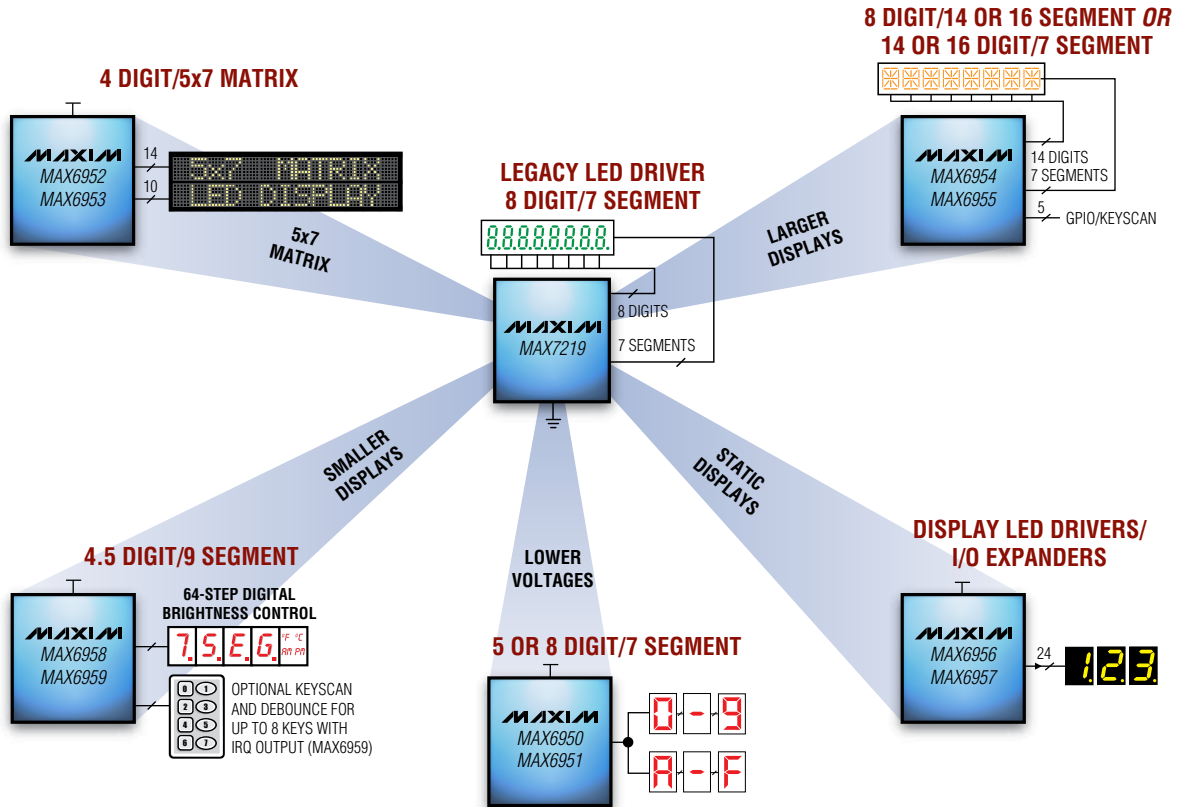 8 DIGIT/14 OR 16 SEGMENT OR
14 OR 16 DIGIT/7 SEGMENT
14 DIGITS
7 SEGMENTS
5
GPIO/KEYSCAN
MAXIM
MAX6954
MAX6955
LARGER
DISPLAYS
4 DIGIT/5x7 MATRIX
MAXIM
MAX6952
MAX6953
14
10
5x7 MATRIX
LED DISPLAY
5x7
MATRIX
LEGACY LED DRIVER
8 DIGIT/7 SEGMENT
8.8.8.8.8.8.8.8.
MAXIM
MAX7219
8 DIGITS
7 SEGMENTS
SMALLER
DISPLAYS
4.5 DIGIT/9 SEGMENT
64-STEP DIGITAL
BRIGHTNESS CONTROL
MAXIM
MAX6958
MAX6959
7.S.E.G.
°F °C
AM PM
0 1
2 3
4 5
6 7
OPTIONAL KEYSCAN
AND DEBOUNCE FOR
UP TO 8 KEYS WITH
IRQ OUTPUT (MAX6959)
LOWER
VOLTAGES
5 OR 8 DIGIT/7 SEGMENT
MAXIM
MAX6950
MAX6951
0 - 9
A - F
STATIC
DISPLAYS
DISPLAY LED DRIVERS/
I/O EXPANDERS
MAXIM
MAX6956
MAX6957
24
1.2.3.